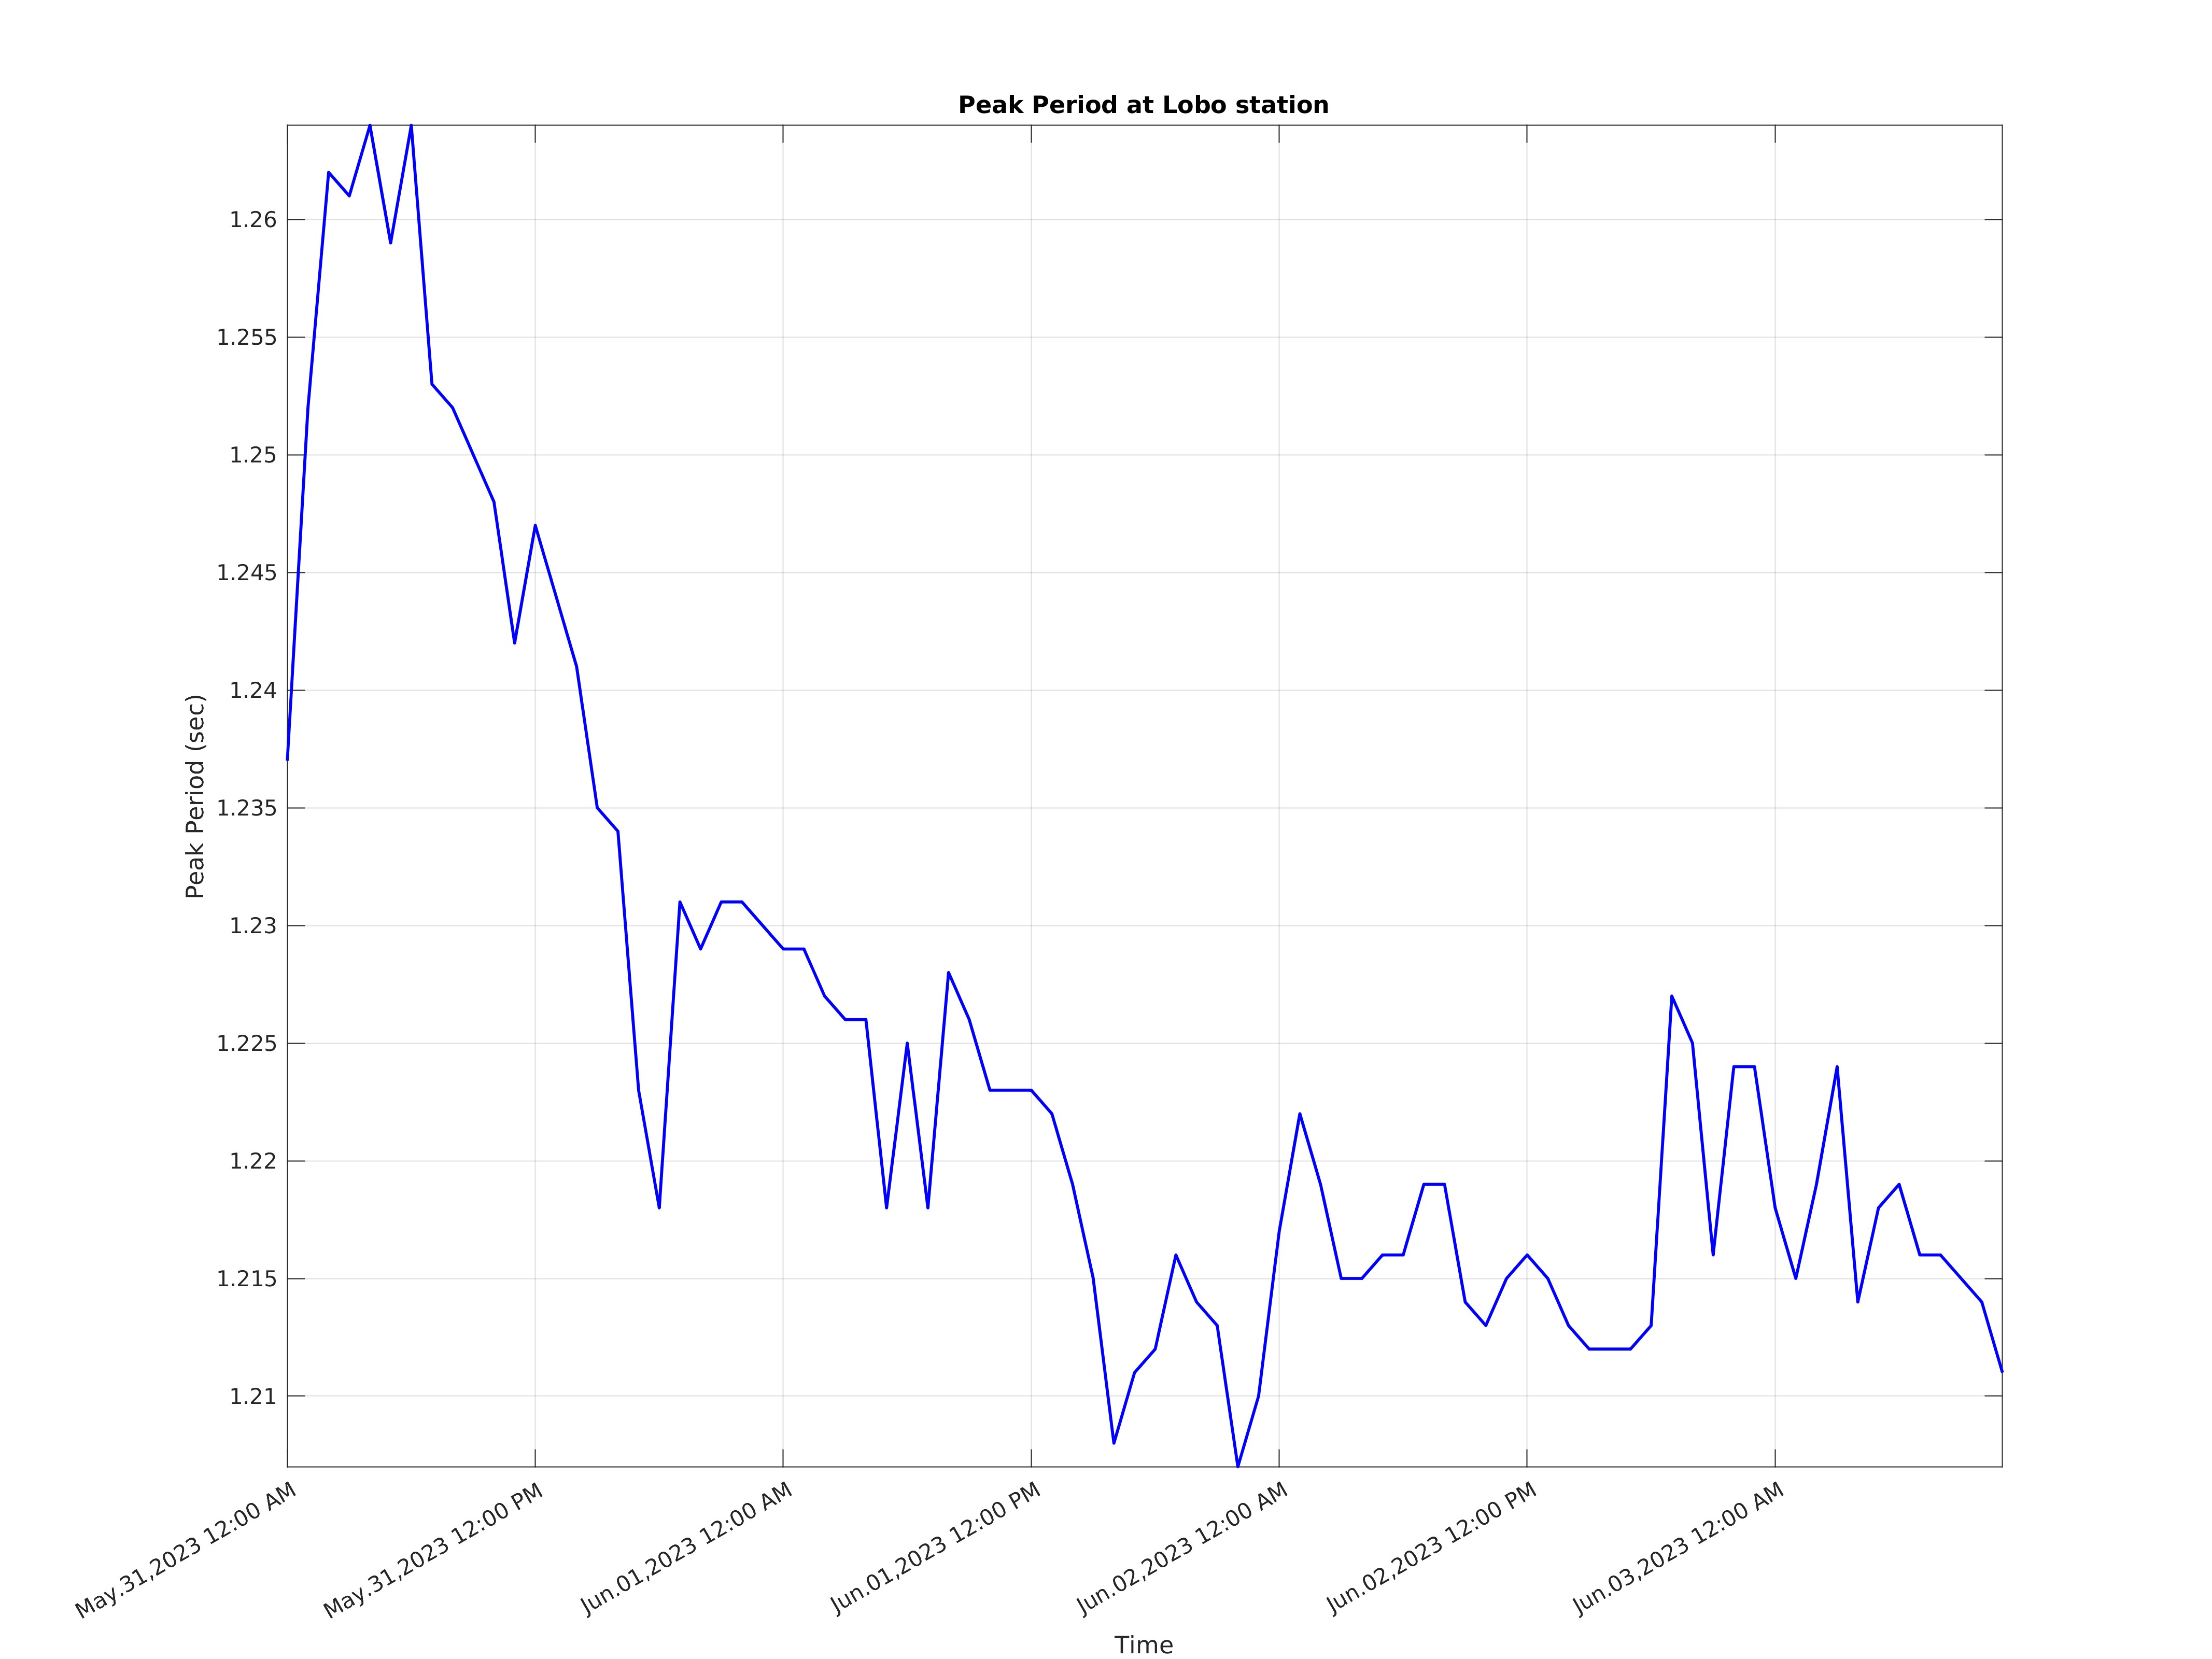 Peak Period at Lobo station
1.26
1.255
1.25
1.245
1.24
1.235
1.23
1.225
1.22
1.215
1.21
Peak Period (sec)
May.31,2023 12:00 AM
May.31,2023 12:00 PM
Jun.01,2023 12:00 AM
Jun.01,2023 12:00 PM
Jun.02,2023 12:00 AM
Jun.02,2023 12:00 PM
Jun.03,2023 12:00 AM
Time